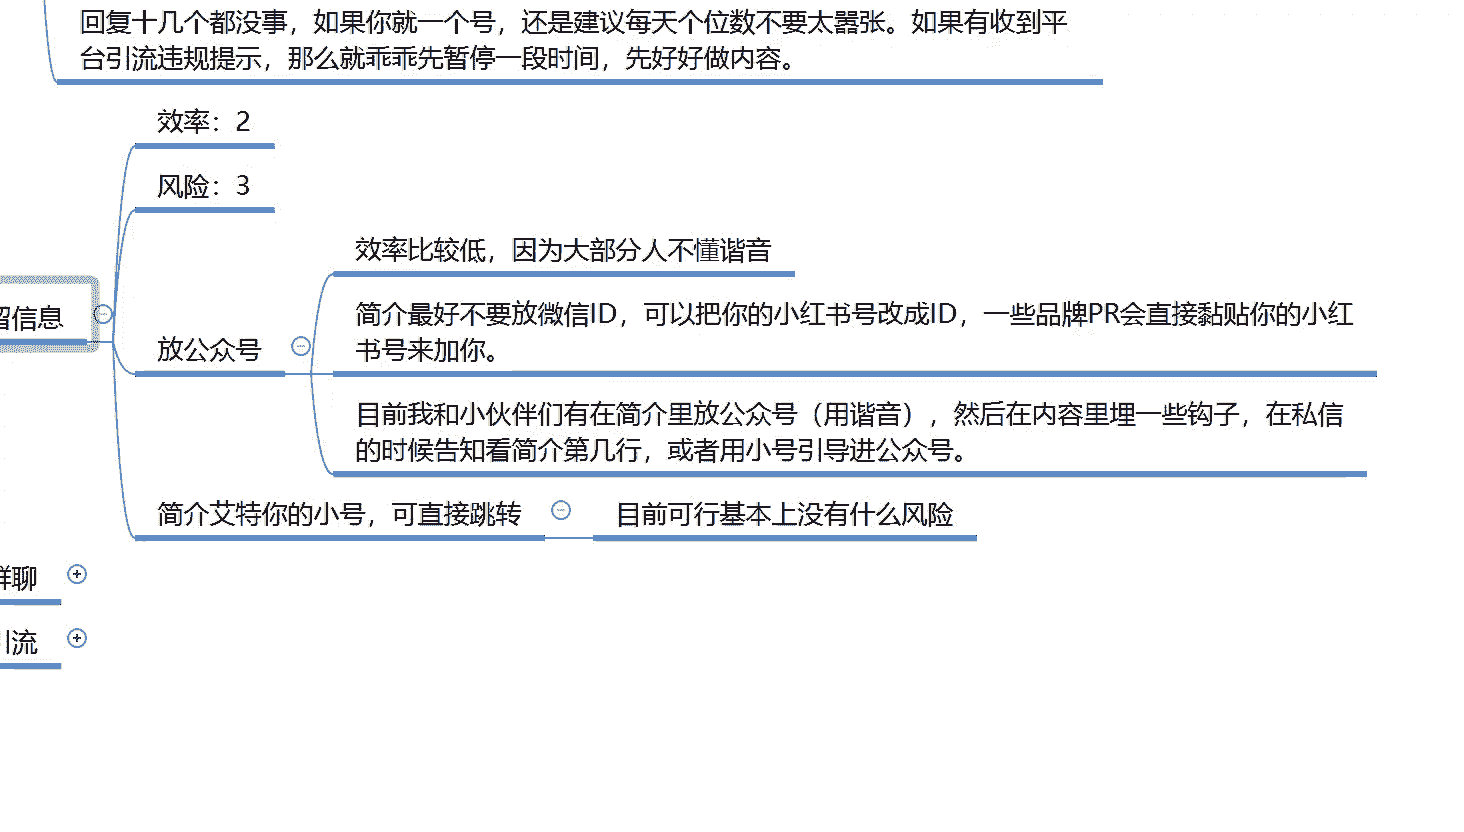 回复十几个都没事，如果你就一个号，还是建议每天个位数不要太嚣张。如果有收到平
台引流违规提示，那么就乖乖先暂停一段时间，先好好做内容。
效率：2
风险：3
效率比较低，因为大部分人不懂谐音
简介最好不要放微信ID，可以把你的小红书号改成ID，一些品牌PR会直接黏贴你的小红
书号来加你。
留信息
放公众号
目前我和小伙伴们有在简介里放公众号（用谐音），然后在内容里埋一些钩子，在私信
的时候告知看简介第几行，或者用小号引导进公众号。
简介艾特你的小号，可直接跳转
目前可行基本上没有什么风险
群聊
引流